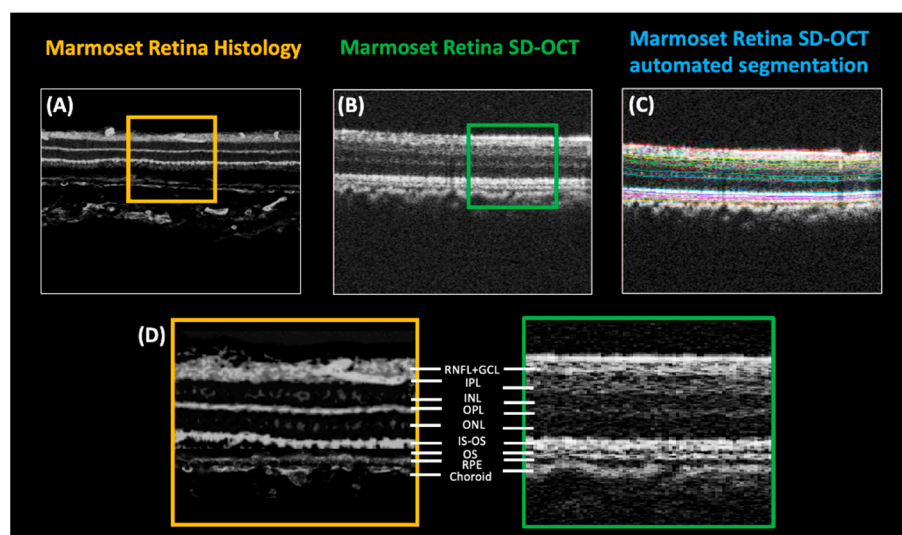 Marmoset Retina Histology
Marmoset Retina SD-OCT
Marmoset Retina SD-OCT
automated segmentation
(A)
(B)
(C)
(D)
RNFL+GCL
IPL
INL
OPL
ONL
IS-OS
OS
RPE
Choroid